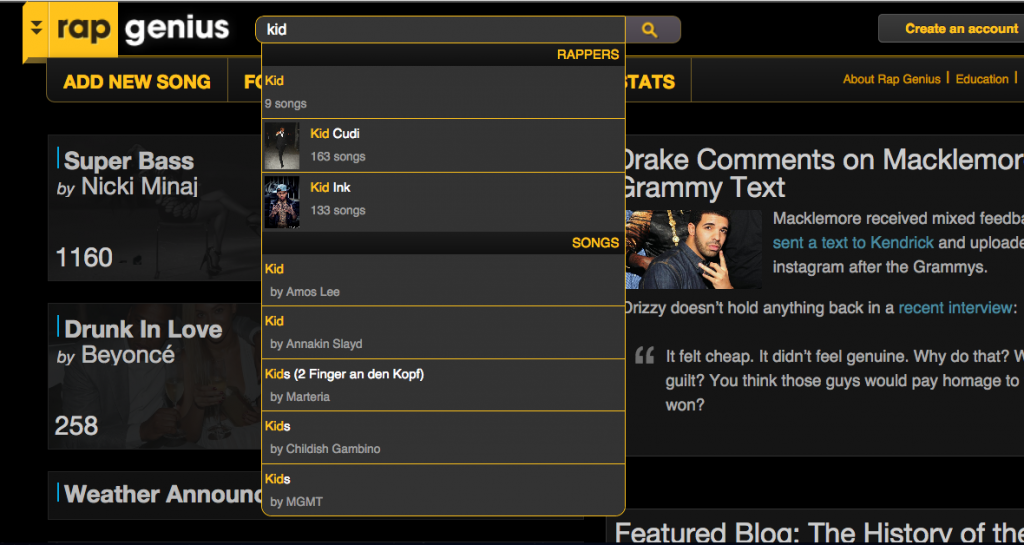 rap genius
kid
Create an account
ADD NEW SONG
STATS
About Rap Genius | Education |
RAPPERS
Kid
9 songs
Kid Cudi
163 songs
Kid Ink
133 songs
SONGS
Kid
by Amos Lee
Kid
by Annakin Slayd
Kids (2 Finger an den Kopf)
by Marteria
Kids
by Childish Gambino
Kids
by MGMT
Super Bass
by Nicki Minaj
1160
Drunk In Love
by Beyoncé
258
Weather
Drake Comments on
Grammy Text
Macklemore received mixed
sent a text to Kendrick and
instagram after the Grammys.
Drizzy doesn't hold anything back in a recent interview:
“ It felt cheap. It didn't feel genuine. Why do that?
guilt? You think those guys would pay homage to
won?
Featured Blog: The History of the